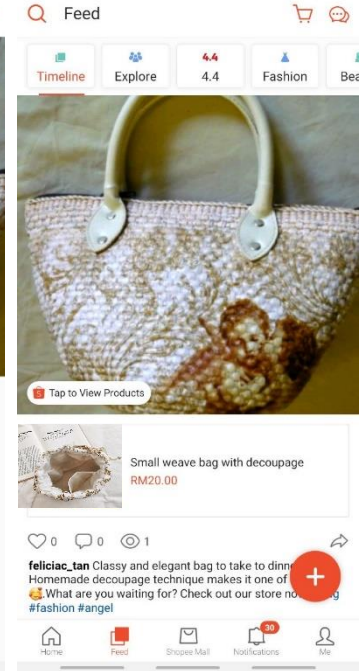 Feed
Timeline
Explore
4.4
4.4
Fashion
Bea
Tap to View Products
Small weave bag with decoupage
RM20.00
0 0 1
feliciac_tan Classy and elegant bag to take to dinn
Homemade decoupage technique makes it one of
🥰.What are you waiting for? Check out our store no
#fashion #angel
30
Home
Feed
Shopee Mall
Notifications
Me